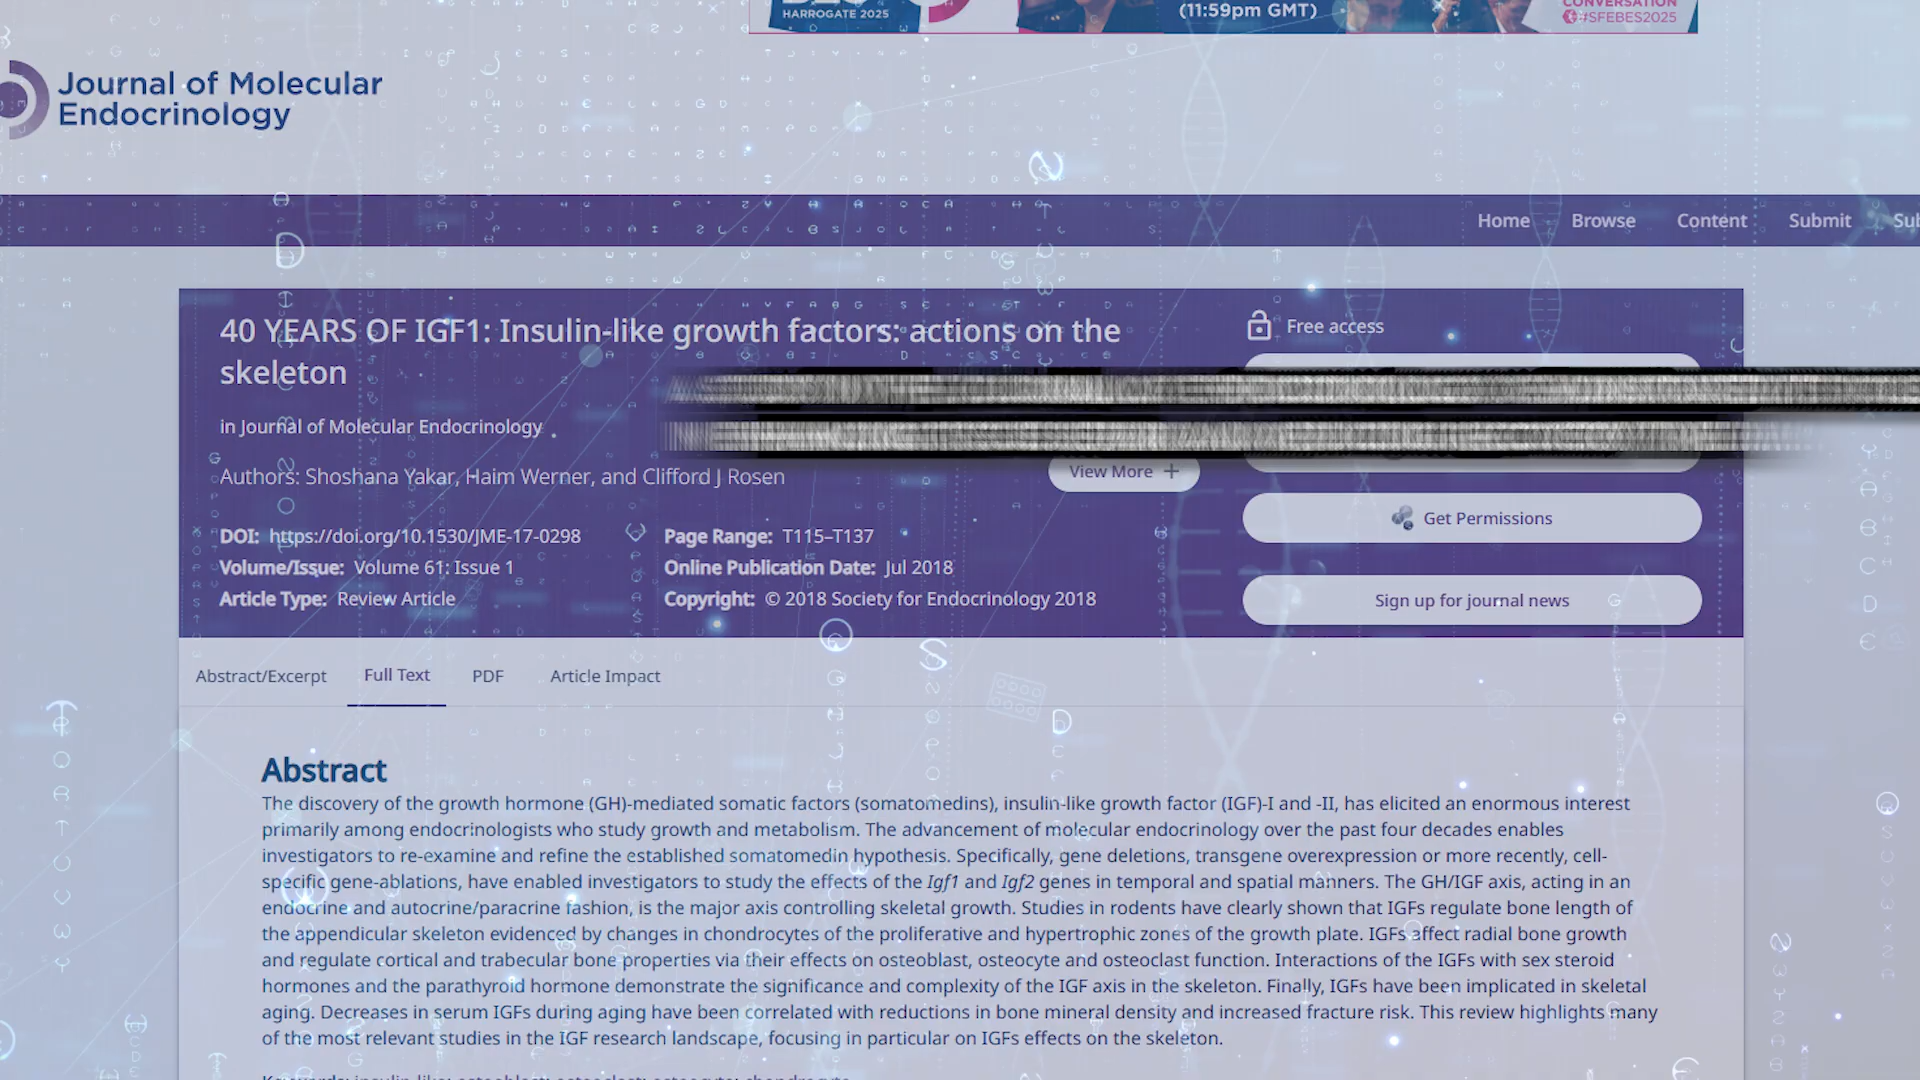 HARROGATE 2025
(11:59pm GMT)
CONVERSATION
#SFEBES2025
Journal of Molecular
Endocrinology
Home Browse Content Submit
40 YEARS OF IGF1: Insulin-like growth factors: actions on the
skeleton
Free access
in Journal of Molecular Endocrinology
Authors: Shoshana Yakar, Haim Werner, and Clifford J Rosen
View More +
DOI: https://doi.org/10.1530/JME-17-0298
Page Range: T115–T137
Get Permissions
Volume/Issue: Volume 61: Issue 1
Online Publication Date: Jul 2018
Article Type: Review Article
Copyright: © 2018 Society for Endocrinology 2018
Sign up for journal news
Abstract/Excerpt Full Text PDF Article Impact
Abstract
The discovery of the growth hormone (GH)-mediated somatic factors (somatomedins), insulin-like growth factor (IGF)-I and -II, has elicited an enormous interest
primarily among endocrinologists who study growth and metabolism. The advancement of molecular endocrinology over the past four decades enables
investigators to re-examine and refine the established somatomedin hypothesis. Specifically, gene deletions, transgene overexpression or more recently, cell-
specific gene-ablations, have enabled investigators to study the effects of the Igf1 and Igf2 genes in temporal and spatial manners. The GH/IGF axis, acting in an
endocrine and autocrine/paracrine fashion, is the major axis controlling skeletal growth. Studies in rodents have clearly shown that IGFs regulate bone length of
the appendicular skeleton evidenced by changes in chondrocytes of the proliferative and hypertrophic zones of the growth plate. IGFs affect radial bone growth
and regulate cortical and trabecular bone properties via their effects on osteoblast, osteocyte and osteoclast function. Interactions of the IGFs with sex steroid
hormones and the parathyroid hormone demonstrate the significance and complexity of the IGF axis in the skeleton. Finally, IGFs have been implicated in skeletal
aging. Decreases in serum IGFs during aging have been correlated with reductions in bone mineral density and increased fracture risk. This review highlights many
of the most relevant studies in the IGF research landscape, focusing in particular on IGFs effects on the skeleton.